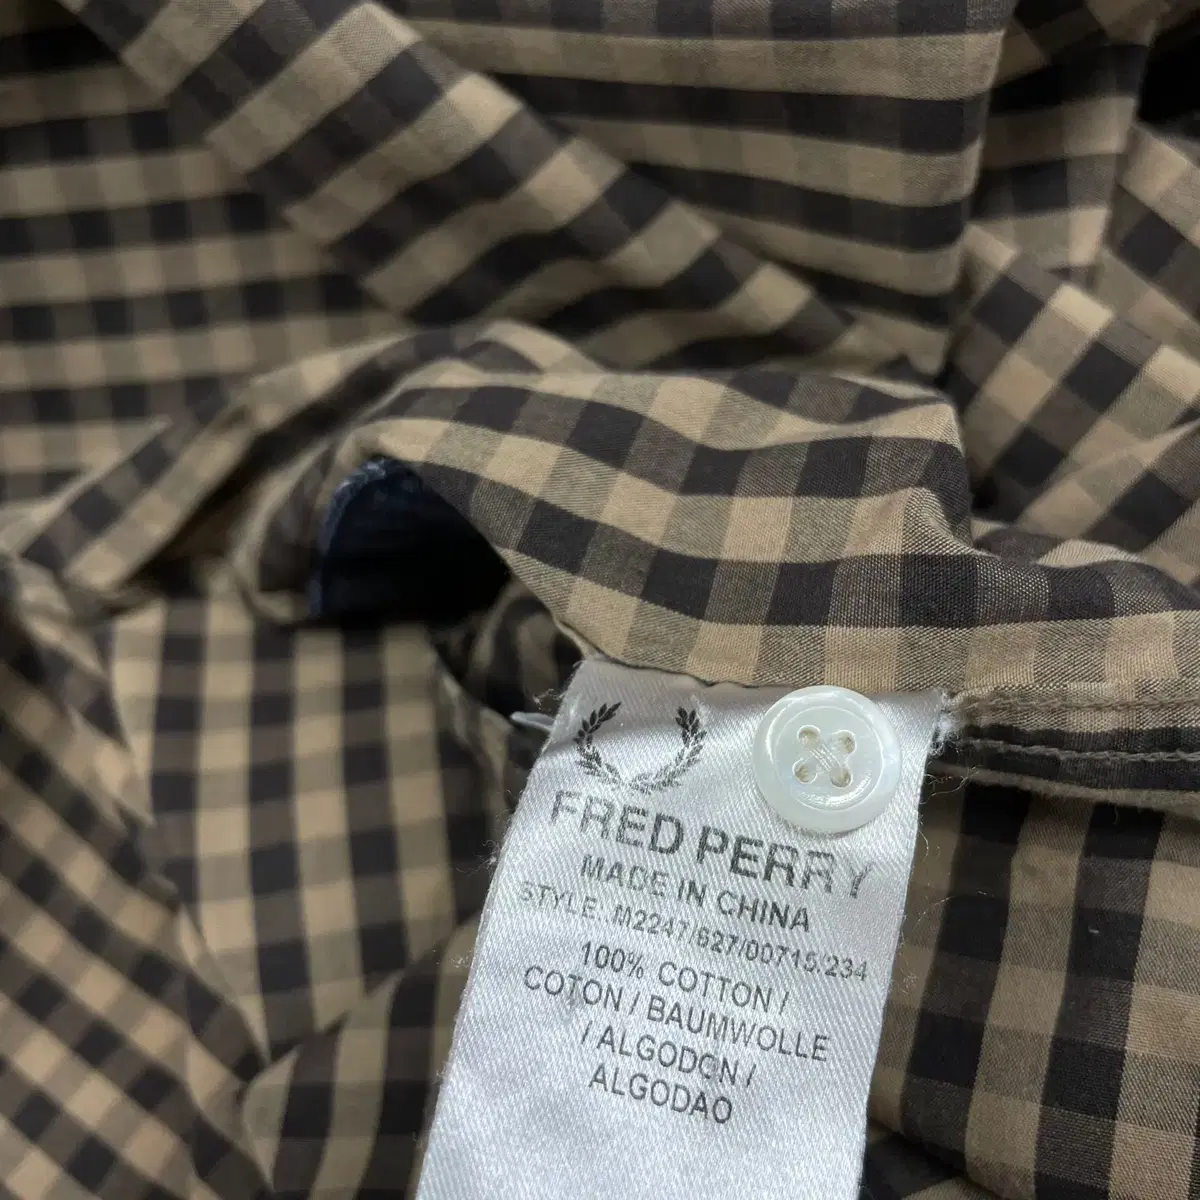 FRED PERRY
MADE IN CHINA
STYLE. M2247/627/00715/234
100% COTTON /
COTON / BAUMWOLLE
/ ALGODON /
ALGODAO